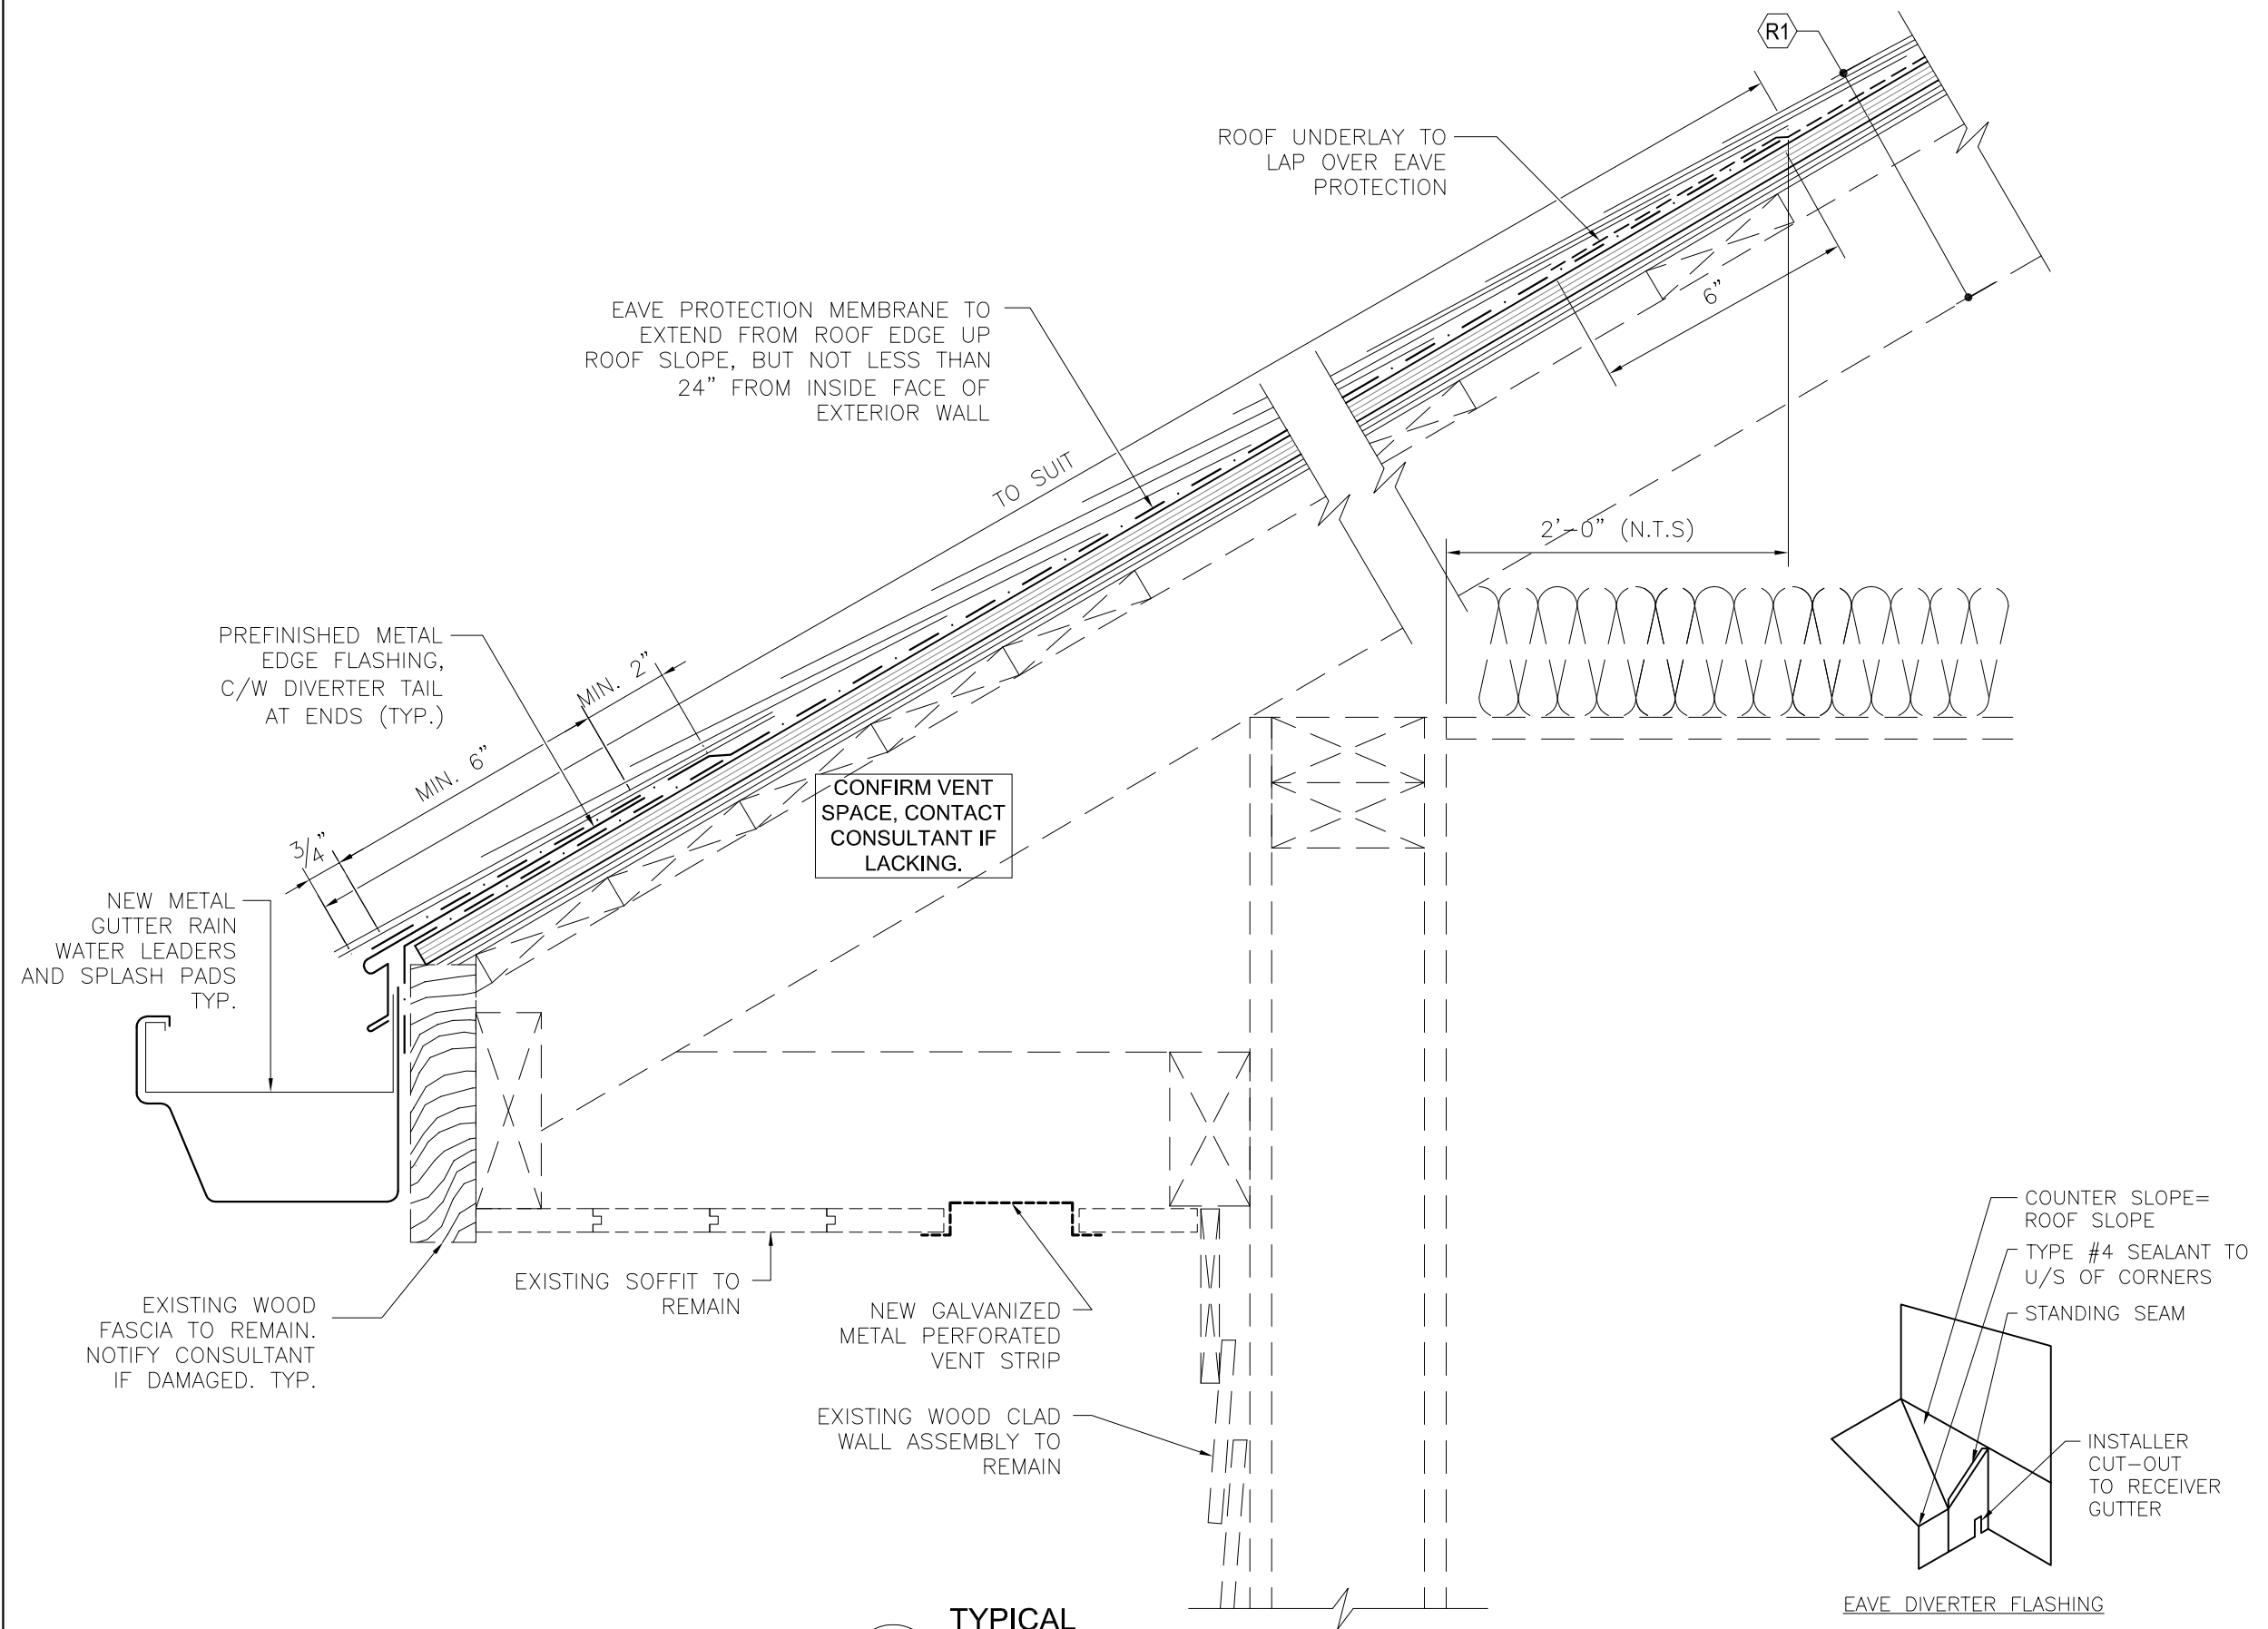 R1
ROOF UNDERLAY TO
LAP OVER EAVE
PROTECTION
6"
EAVE PROTECTION MEMBRANE TO
EXTEND FROM ROOF EDGE UP
ROOF SLOPE, BUT NOT LESS THAN
24" FROM INSIDE FACE OF
EXTERIOR WALL
TO SUIT
2'-0" (N.T.S)
PREFINISHED METAL
EDGE FLASHING,
C/W DIVERTER TAIL
AT ENDS (TYP.)
MIN. 2"
MIN. 6"
3/4"
CONFIRM VENT
SPACE, CONTACT
CONSULTANT IF
LACKING.
NEW METAL
GUTTER RAIN
WATER LEADERS
AND SPLASH PADS
TYP.
EXISTING WOOD
FASCIA TO REMAIN.
NOTIFY CONSULTANT
IF DAMAGED. TYP.
EXISTING SOFFIT TO
REMAIN
NEW GALVANIZED
METAL PERFORATED
VENT STRIP
EXISTING WOOD CLAD
WALL ASSEMBLY TO
REMAIN
COUNTER SLOPE=
ROOF SLOPE
TYPE #4 SEALANT TO
U/S OF CORNERS
STANDING SEAM
INSTALLER
CUT-OUT
TO RECEIVER
GUTTER
EAVE DIVERTER FLASHING
TYPICAL